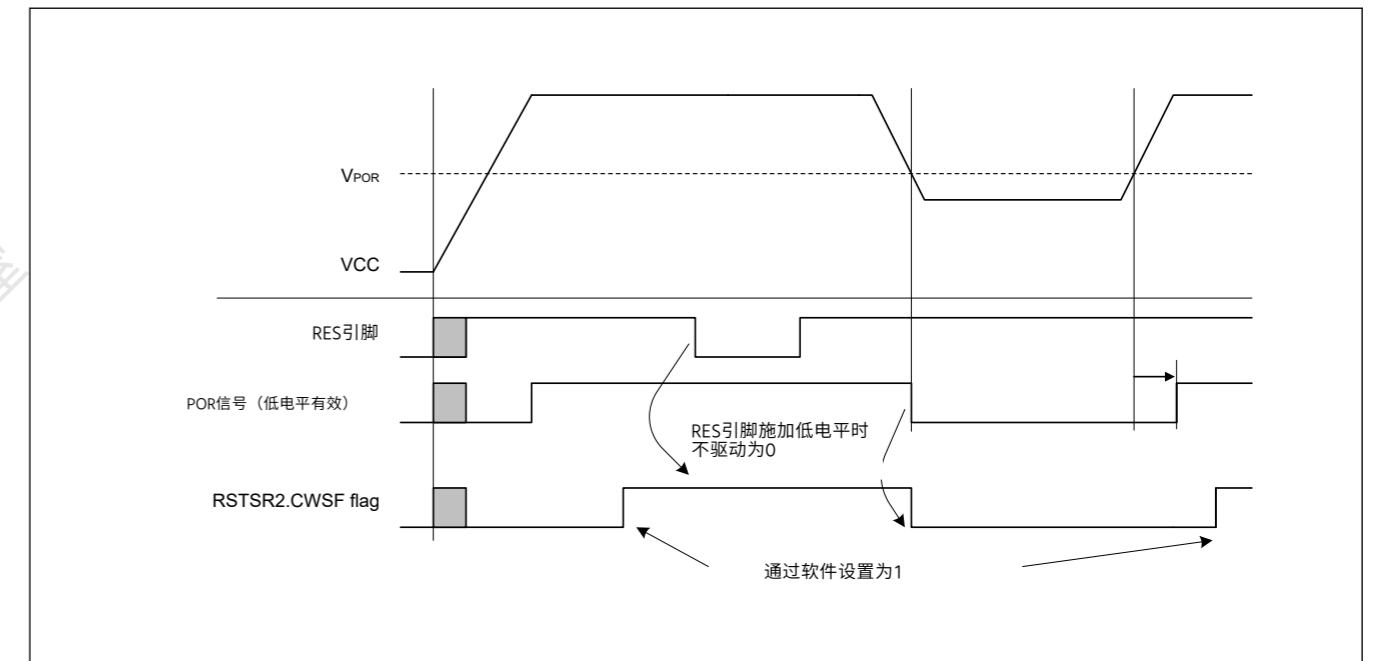 VPOR
VCC
RES引脚
POR信号（低电平有效）
RES引脚施加低电平时
不驱动为0
RSTSR2.CWSF flag
通过软件设置为1